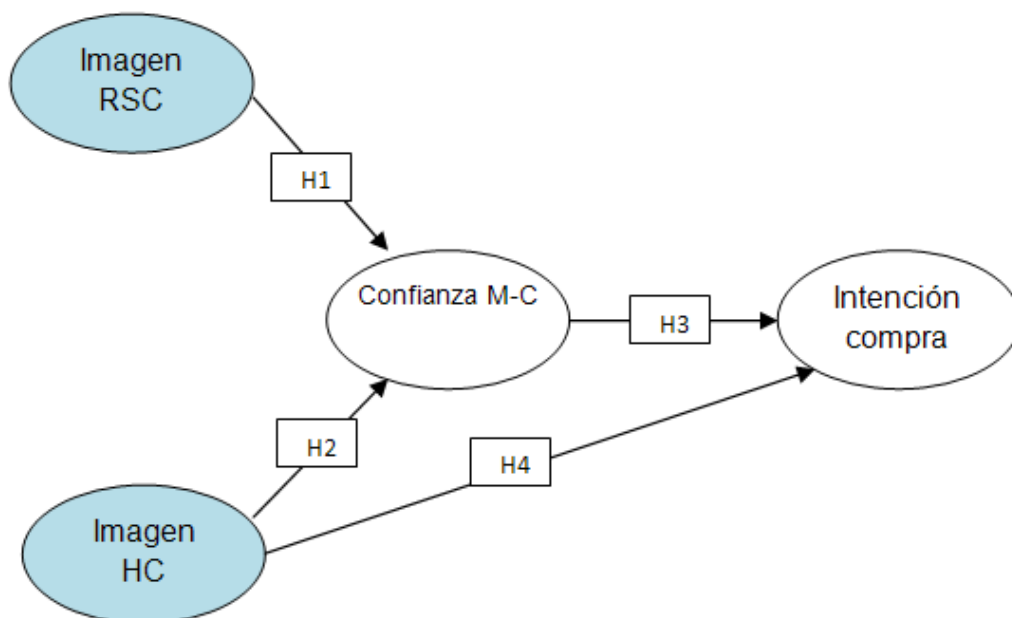 Imagen
RSC
H1
Confianza M-C
Intención
compra
H3
H2
H4
Imagen
HC